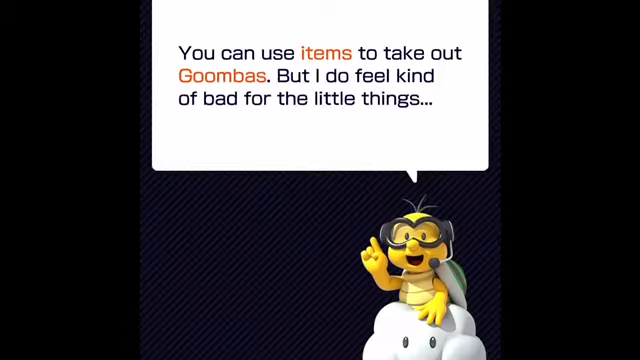 You can use items to take out
Goombas. But I do feel kind
of bad for the little things...